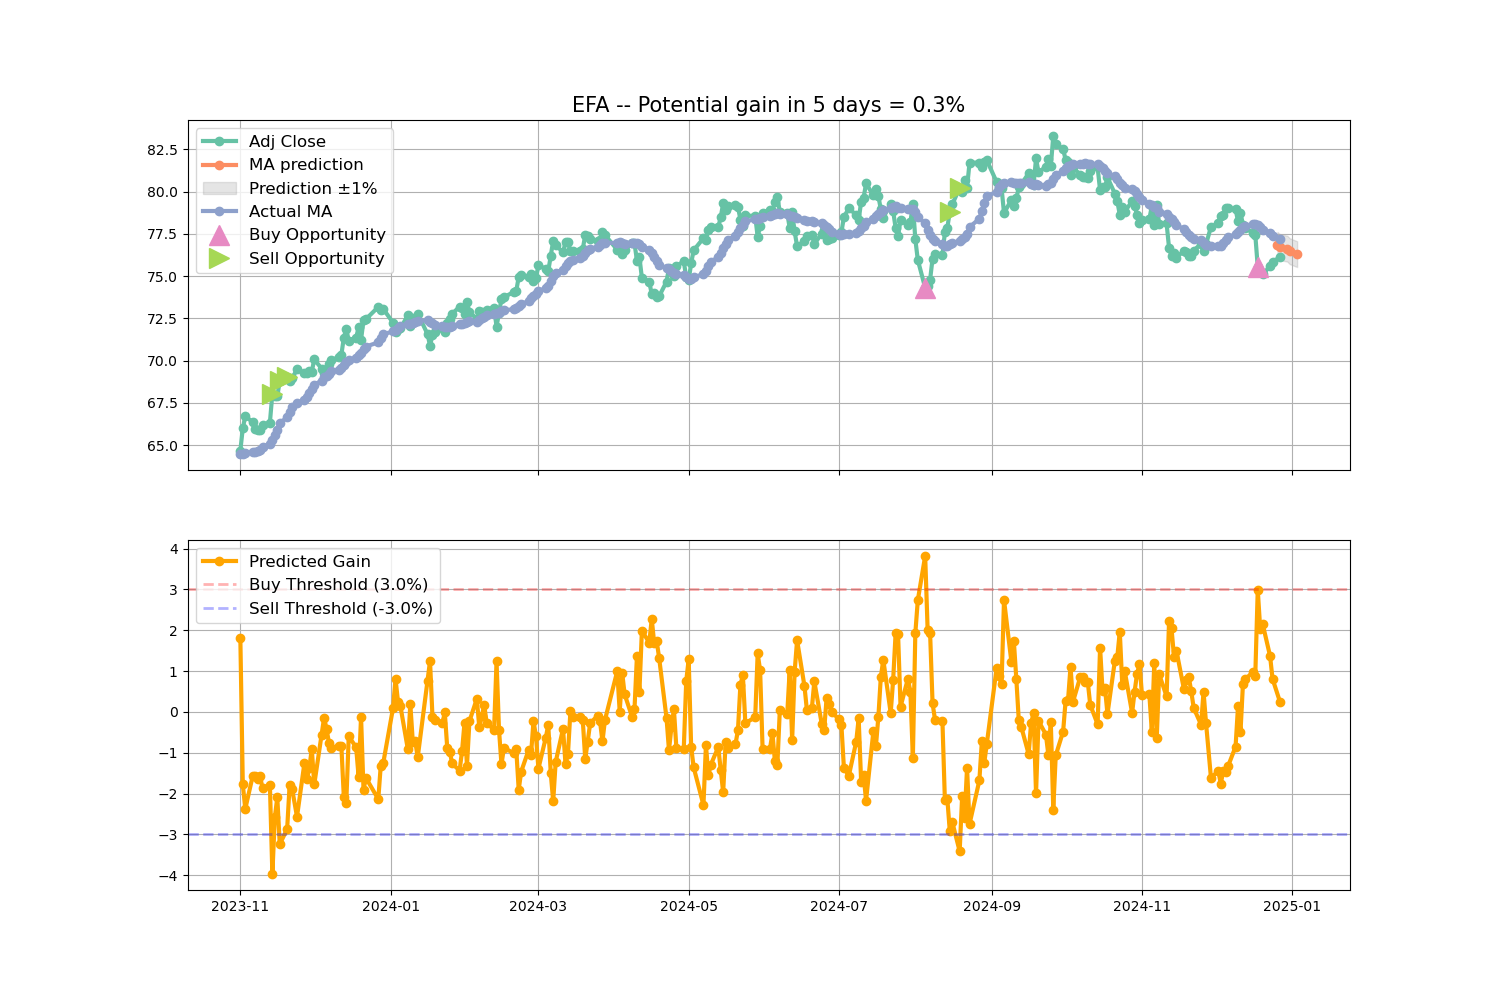 EFA -- Potential gain in 5 days = 0.3%
Adj Close
MA prediction
Prediction ±1%
Actual MA
Buy Opportunity
Sell Opportunity
82.5
80.0
77.5
75.0
72.5
70.0
67.5
65.0
Predicted Gain
Buy Threshold (3.0%)
Sell Threshold (-3.0%)
4
3
2
1
0
−1
−2
−3
−4
2023-11
2024-01
2024-03
2024-05
2024-07
2024-09
2024-11
2025-01